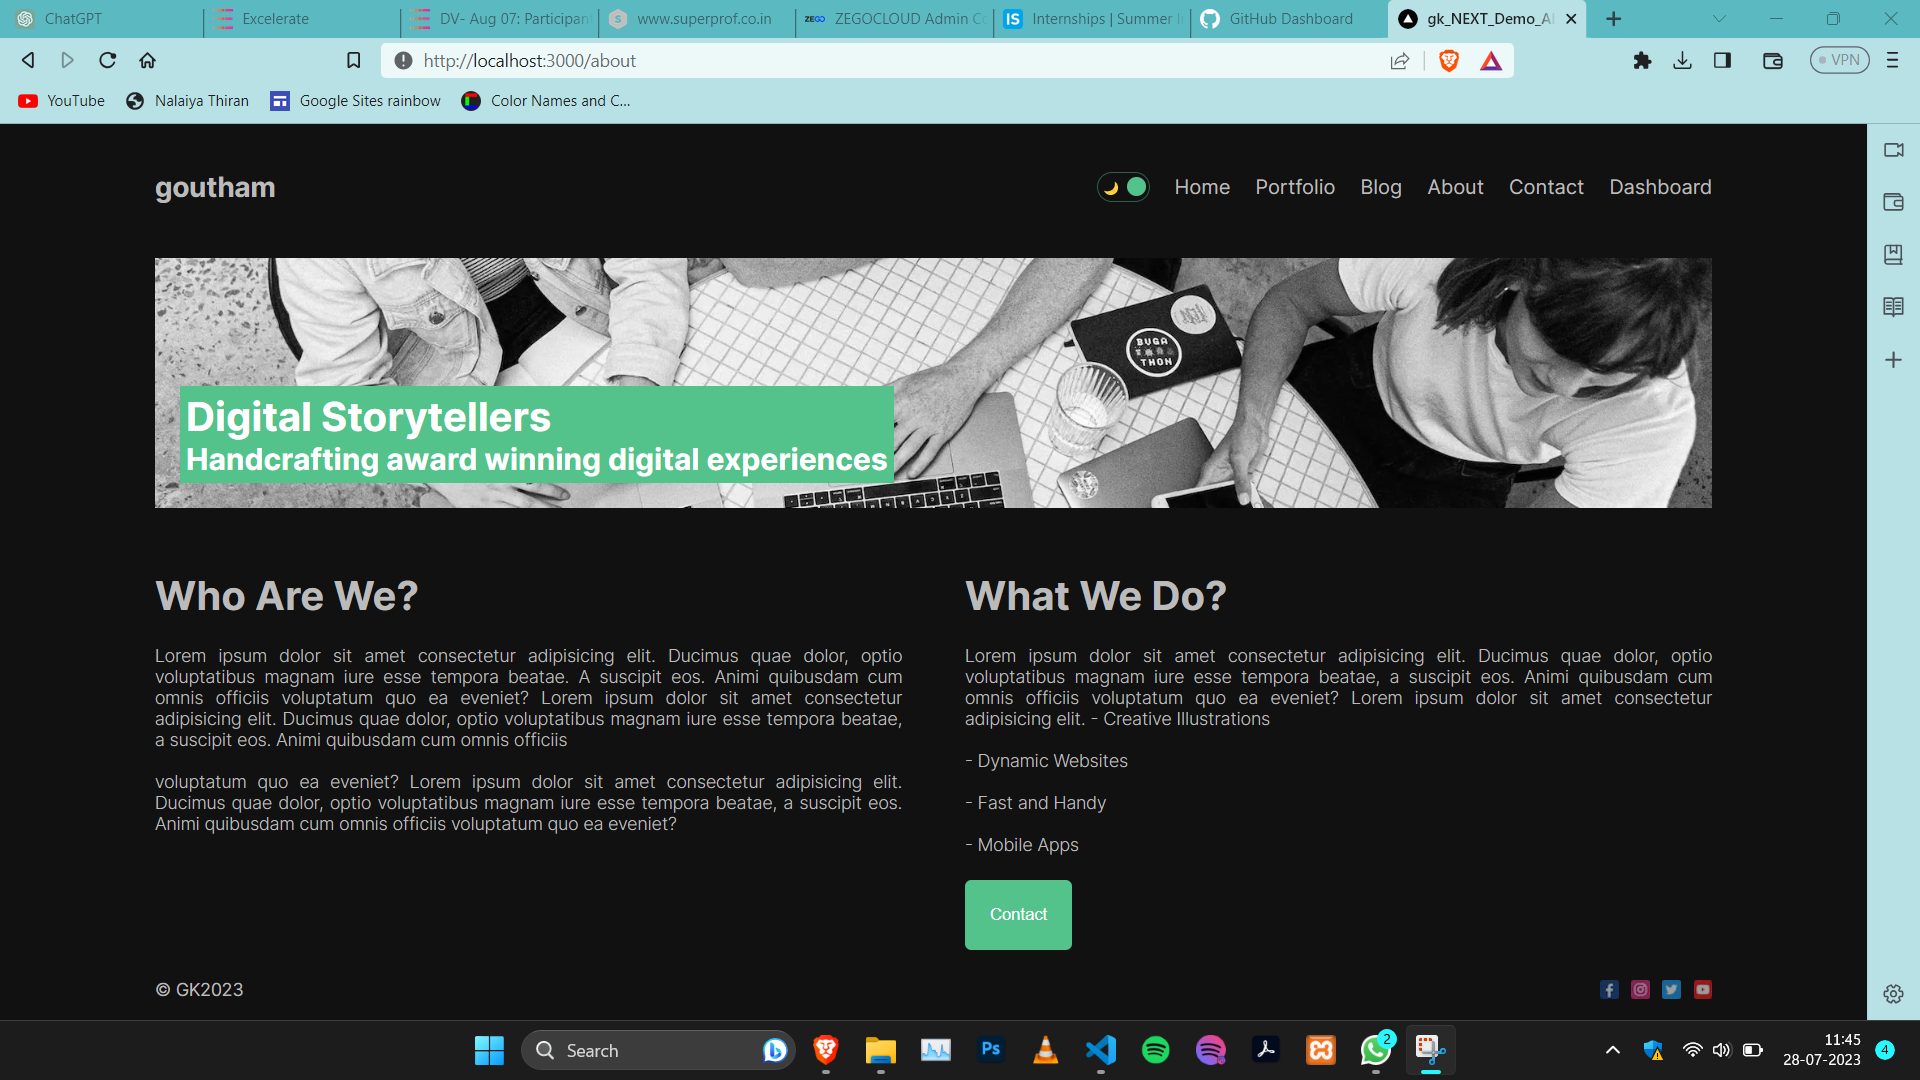 ChatGPT
Excelerate
DV- Aug 07: Participan
www.superprof.co.in
ZEGO ZEGOCLOUD Admin Co
IS Internships | Summer I
GitHub Dashboard
gk_NEXT_Demo_A
http://localhost:3000/about
VPN
YouTube
Nalaiya Thiran
Google Sites rainbow
Color Names and C...
goutham
Home
Portfolio
Blog
About
Contact
Dashboard
BUGA
THON
Digital Storytellers
Handcrafting award winning digital experiences
Who Are We?
Lorem ipsum dolor sit amet consectetur adipisicing elit. Ducimus quae dolor, optio
voluptatibus magnam iure esse tempora beatae. A suscipit eos. Animi quibusdam cum
omnis officiis voluptatum quo ea eveniet? Lorem ipsum dolor sit amet consectetur
adipisicing elit. Ducimus quae dolor, optio voluptatibus magnam iure esse tempora beatae,
a suscipit eos. Animi quibusdam cum omnis officiis
voluptatum quo ea eveniet? Lorem ipsum dolor sit amet consectetur adipisicing elit.
Ducimus quae dolor, optio voluptatibus magnam iure esse tempora beatae, a suscipit eos.
Animi quibusdam cum omnis officiis voluptatum quo ea eveniet?
What We Do?
Lorem ipsum dolor sit amet consectetur adipisicing elit. Ducimus quae dolor, optio
voluptatibus magnam iure esse tempora beatae, a suscipit eos. Animi quibusdam cum
omnis officiis voluptatum quo ea eveniet? Lorem ipsum dolor sit amet consectetur
adipisicing elit. - Creative Illustrations
- Dynamic Websites
- Fast and Handy
- Mobile Apps
Contact
© GK2023
Search
Ps
2
11:45
28-07-2023
4